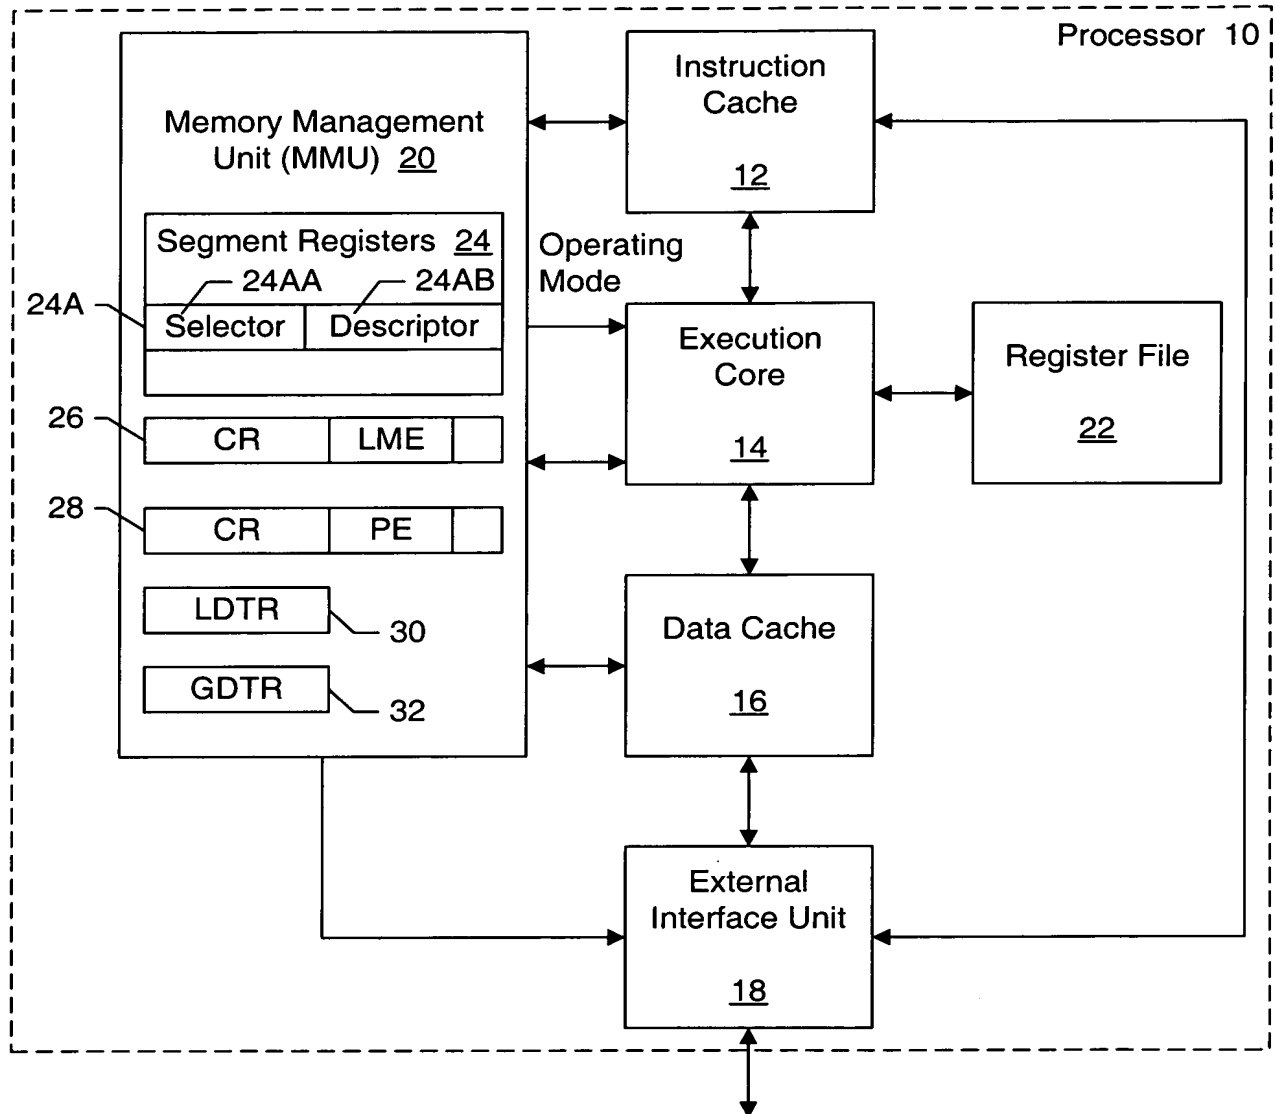 Processor 10
Memory Management
Unit (MMU) 20
Segment Registers 24
24AA
24AB
24A
Selector
Descriptor
26
CR
LME
28
CR
PE
LDTR
30
GDTR
32
Operating
Mode
Instruction
Cache
12
Execution
Core
14
Register File
22
Data Cache
16
External
Interface Unit
18